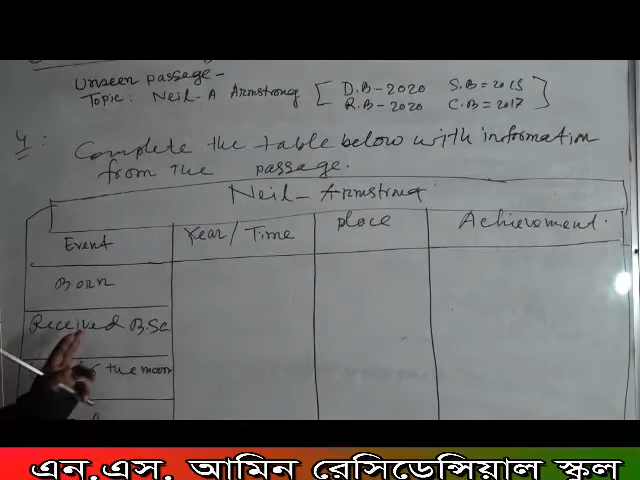 Unseen passage-
Topic: Neil-A Armstrong [ D.B-2020 S.B=2015
R.B-2020 C.B=2017 ]
4: Complete the table below with information
from the passage.
Neil-Armstrong
Event Year/Time place Achievement.
Born
Received B.Sc
the moon
এন.এস. আমিন রেসিডেন্সিয়াল স্কুল